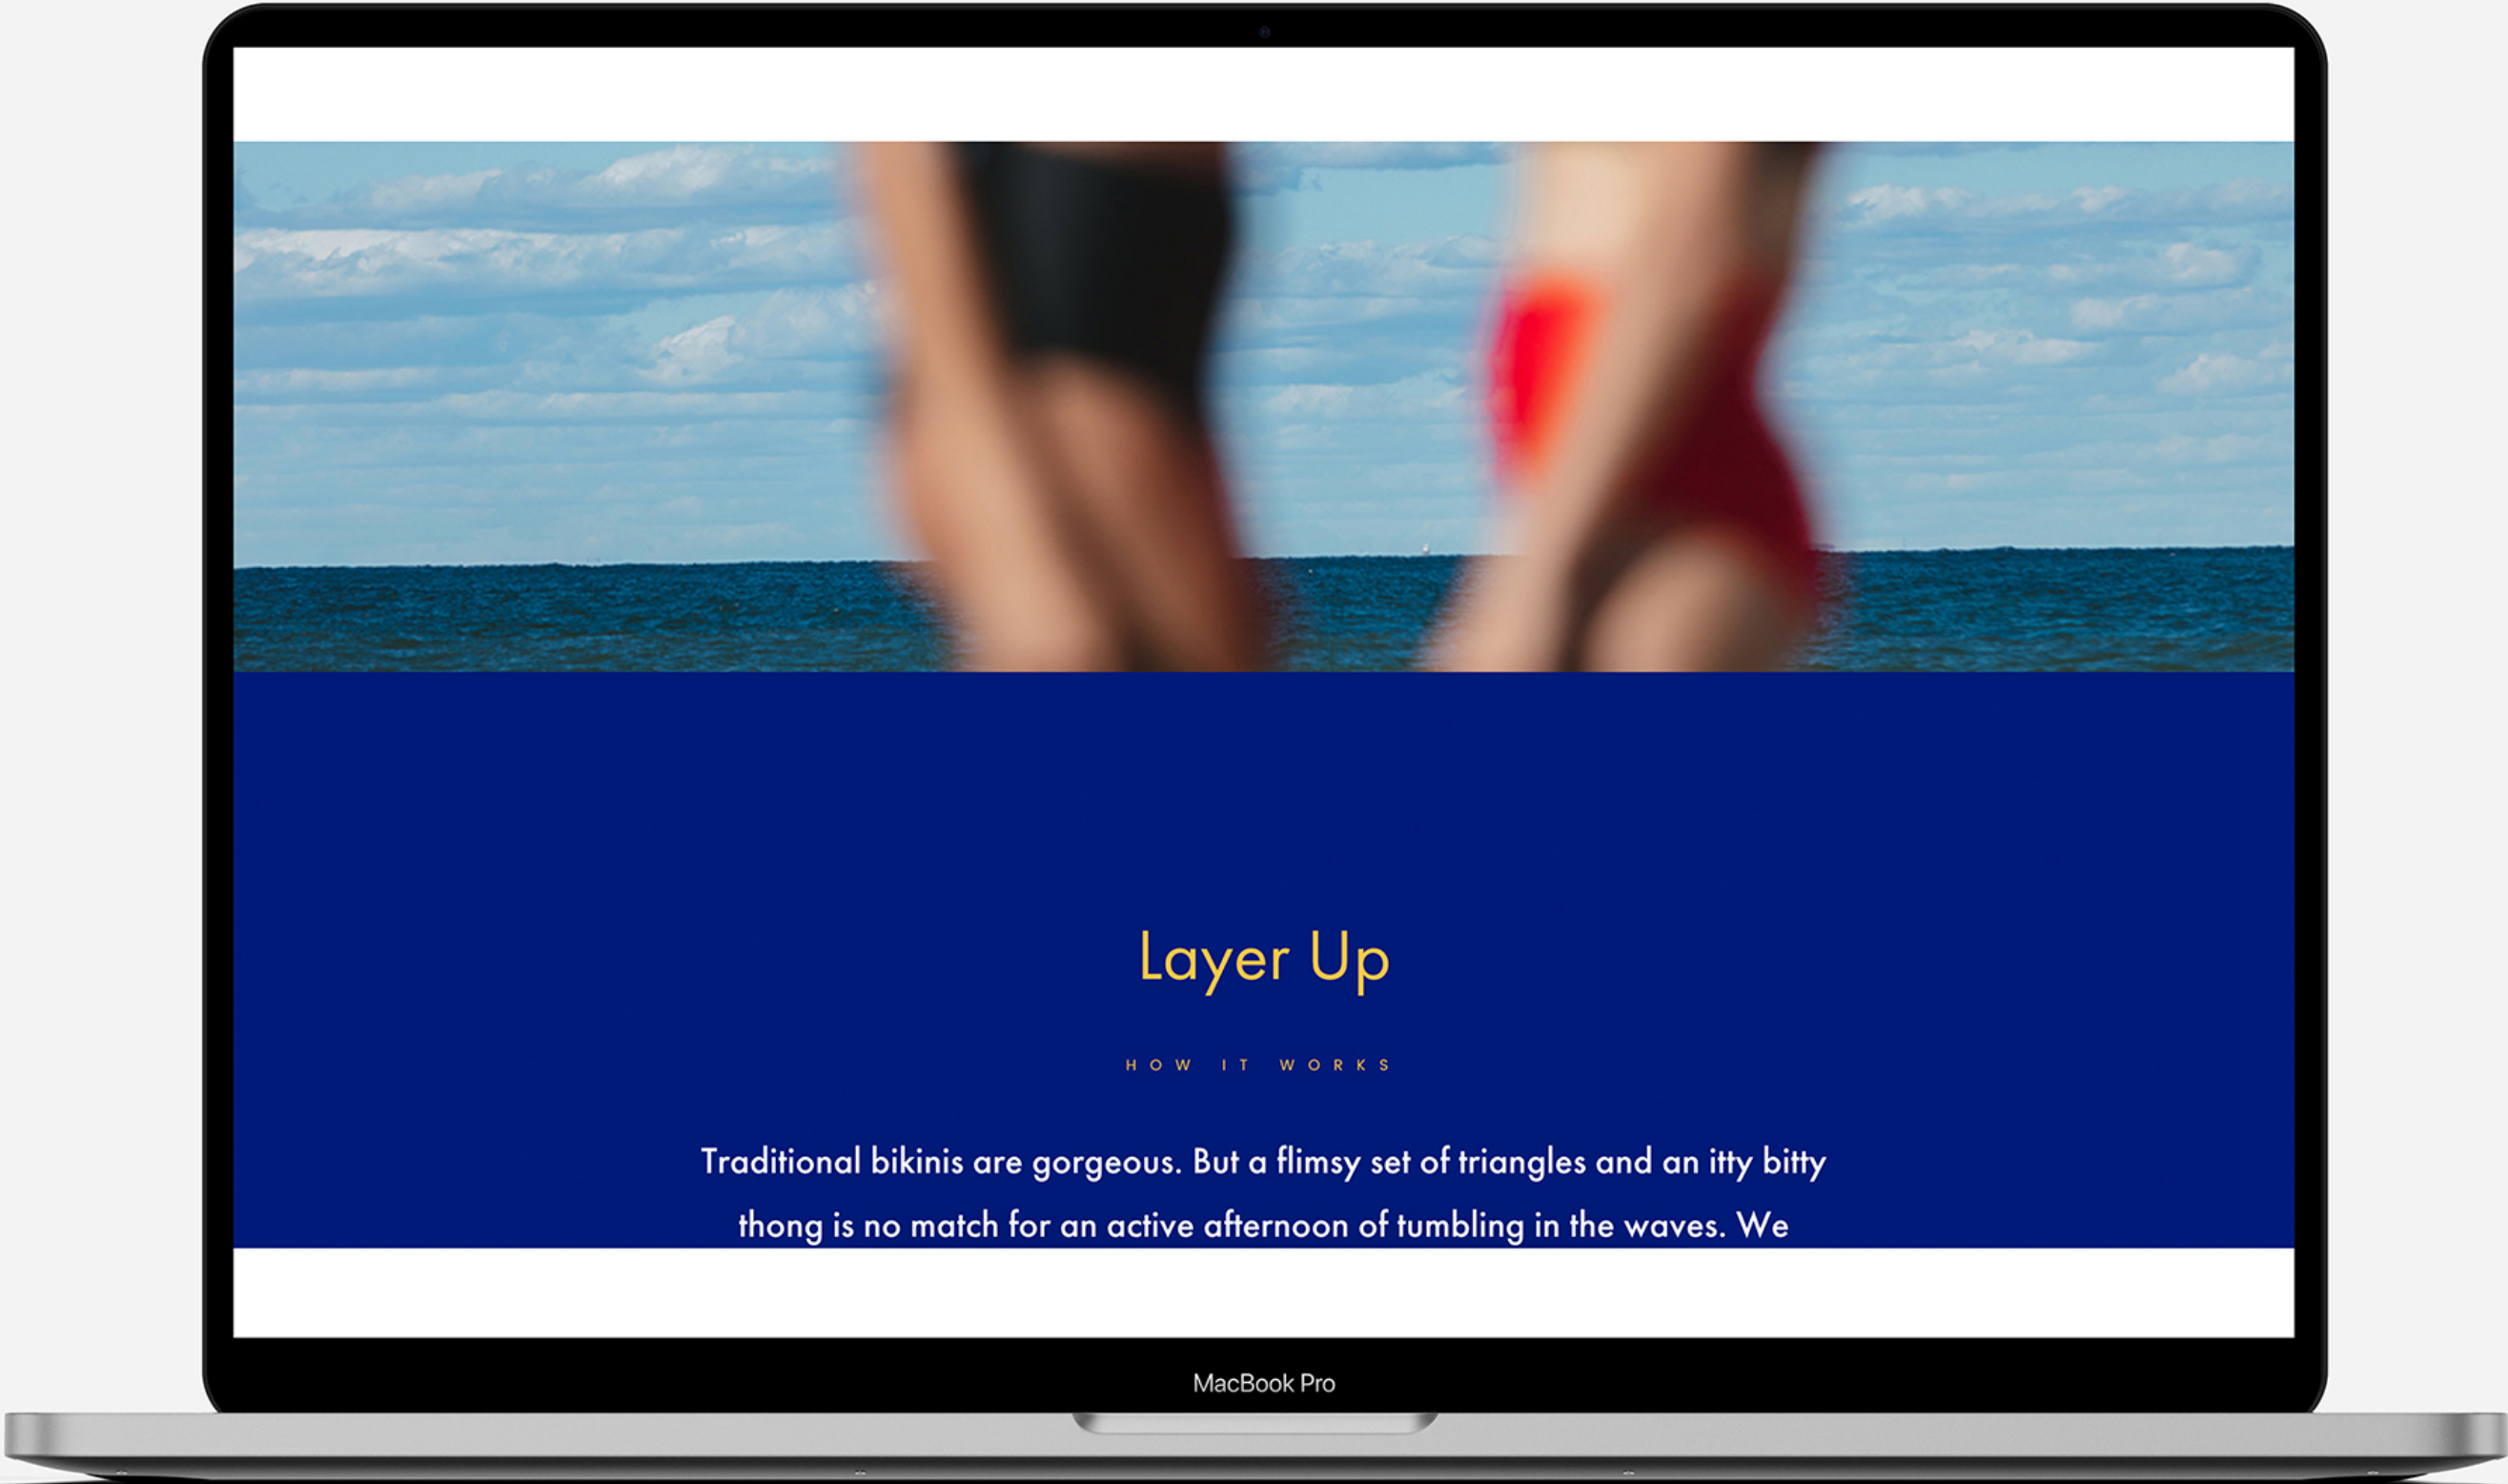 Layer Up
HOW IT WORKS
Traditional bikinis are gorgeous. But a flimsy set of triangles and an itty bitty
thong is no match for an active afternoon of tumbling in the waves. We
MacBook Pro